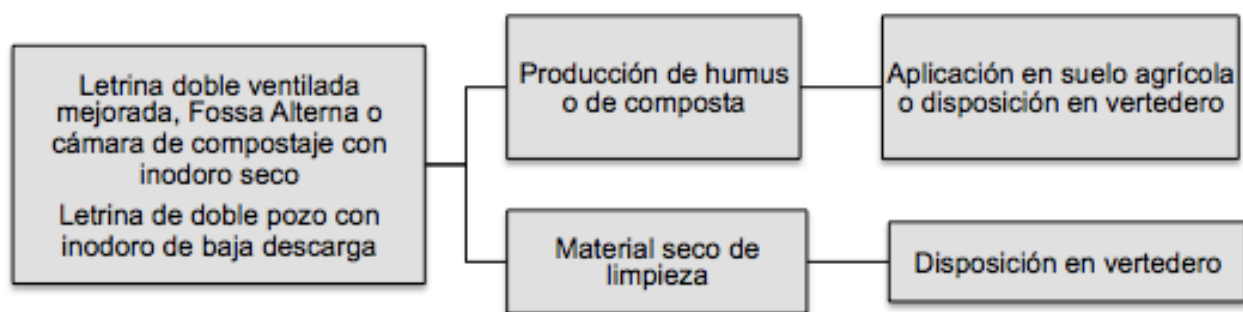 Letrina doble ventilada
mejorada, Fossa Alterna o
cámara de compostaje con
inodoro seco
Letrina de doble pozo con
inodoro de baja descarga
Producción de humus
o de composta
Aplicación en suelo agrícola
o disposición en vertedero
Material seco de
limpieza
Disposición en vertedero